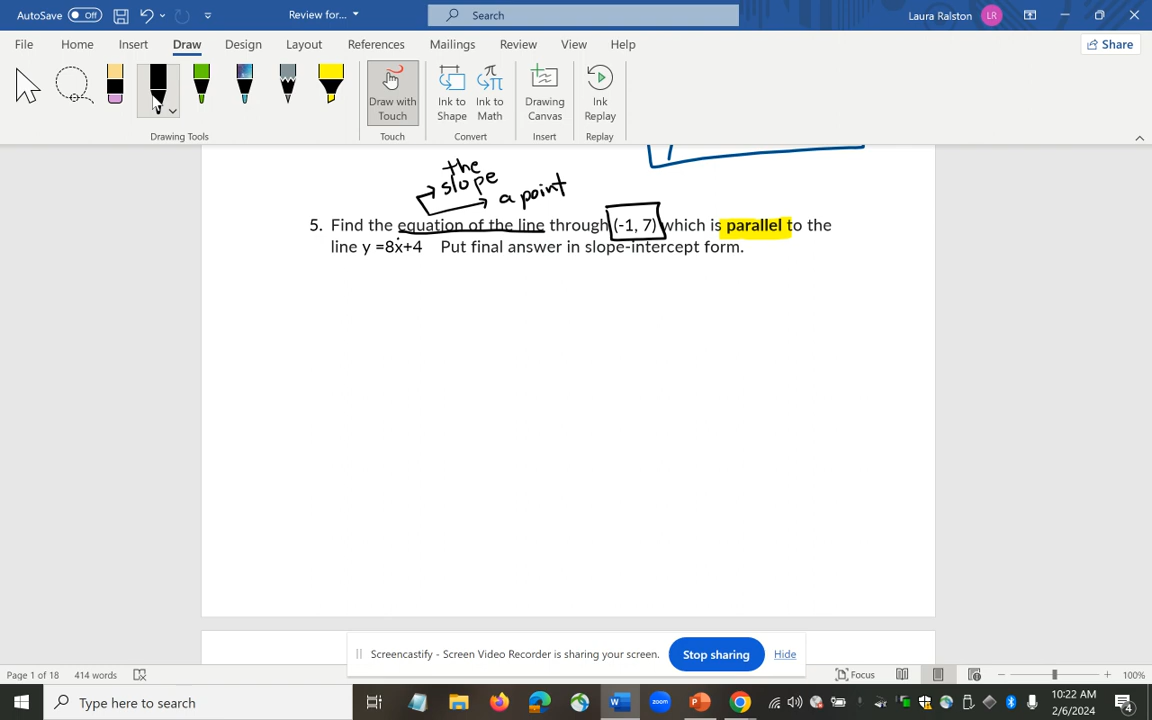 AutoSave Off Review for... Search Laura Ralston LR
File Home Insert Draw Design Layout References Mailings Review View Help Share
Draw with Touch
Ink to Shape
Ink to Math
Drawing Canvas
Ink Replay
Drawing Tools Touch Convert Insert Replay
the
slope
a point
5. Find the equation of the line through (-1, 7) which is parallel to the
line y =8x+4 Put final answer in slope-intercept form.
Screencastify - Screen Video Recorder is sharing your screen. Stop sharing Hide
Page 1 of 18 414 words Focus 100%
Type here to search zoom 10:22 AM
2/6/2024 4